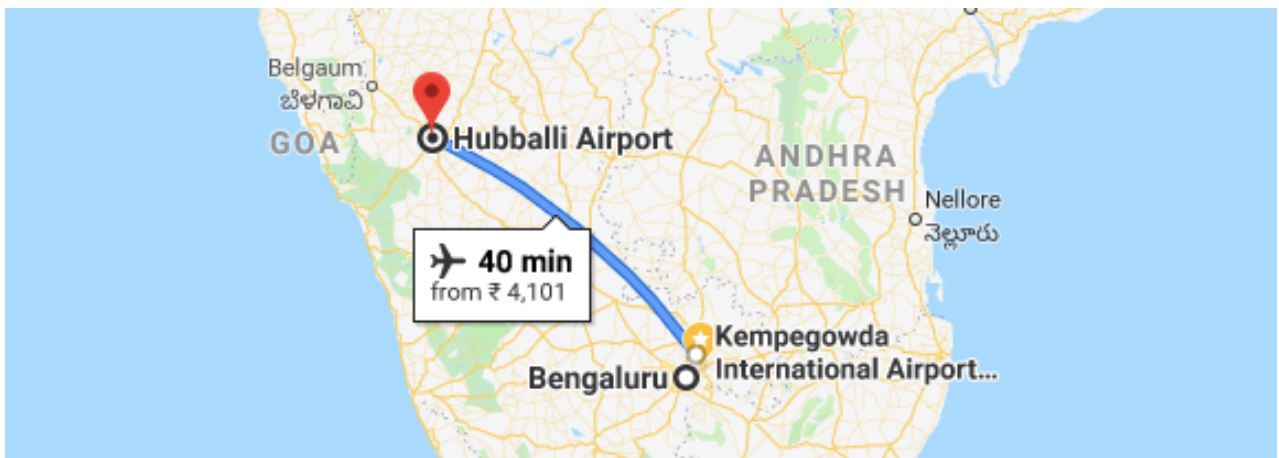 Belgaum
ಬೆಳಗಾವಿ
GOA
Hubballi Airport
ANDHRA
PRADESH
Nellore
ನೆಲ್ಲೂರು
40 min
from ₹ 4,101
Kempegowda
International Airport...
Bengaluru